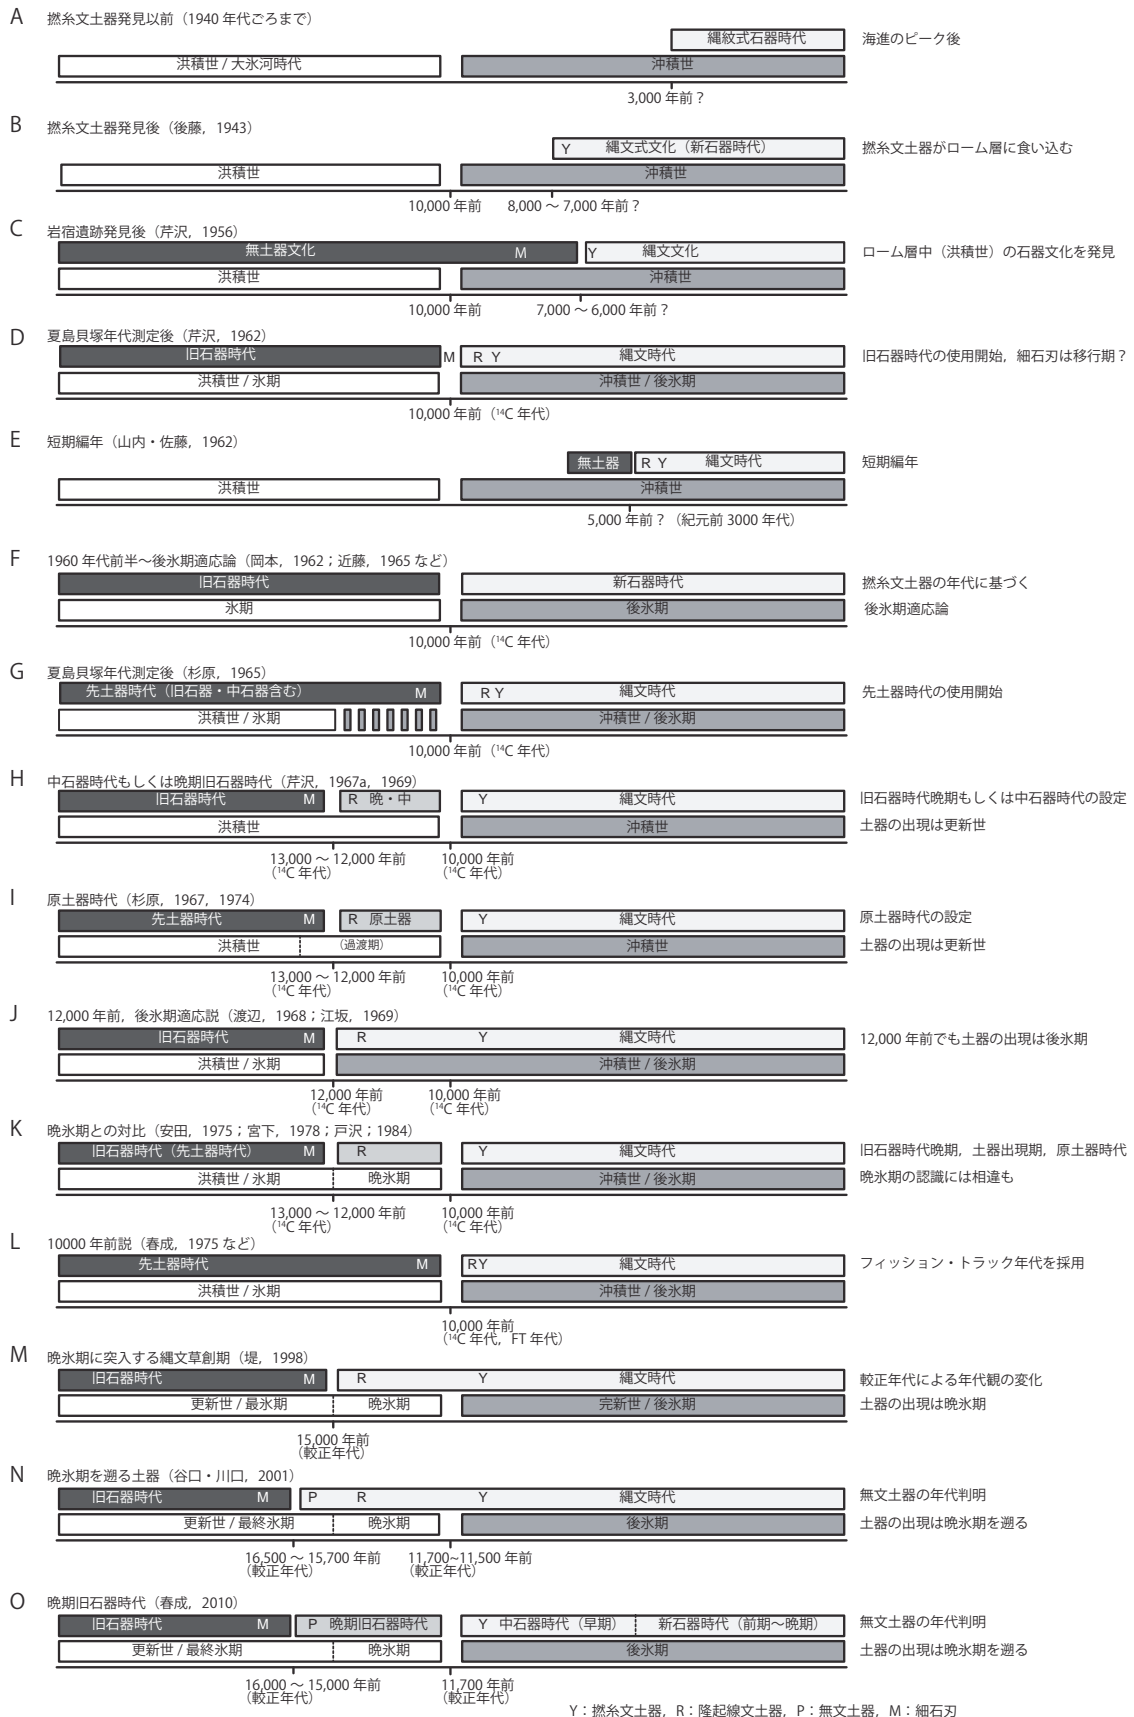 A 撚糸文土器発見以前（1940 年代ごろまで）
縄紋式石器時代 海進のピーク後
洪積世 / 大氷河時代 沖積世
3,000 年前？
B 撚糸文土器発見後（後藤，1943）
Y 縄文式文化（新石器時代） 撚糸文土器がローム層に食い込む
洪積世 沖積世
10,000 年前 8,000 ～ 7,000 年前？
C 岩宿遺跡発見後（芹沢，1956）
無土器文化 M Y 縄文文化 ローム層中（洪積世）の石器文化を発見
洪積世 沖積世
10,000 年前 7,000 ～ 6,000 年前？
D 夏島貝塚年代測定後（芹沢，1962）
旧石器時代 M R Y 縄文時代 旧石器時代の使用開始，細石刃は移行期？
洪積世 / 氷期 沖積世 / 後氷期
10,000 年前（¹⁴C 年代）
E 短期編年（山内・佐藤，1962）
無土器 R Y 縄文時代 短期編年
洪積世 沖積世
5,000 年前？（紀元前 3000 年代）
F 1960 年代前半～後氷期適応論（岡本，1962；近藤，1965 など）
旧石器時代 新石器時代 撚糸文土器の年代に基づく
氷期 後氷期 後氷期適応論
10,000 年前（¹⁴C 年代）
G 夏島貝塚年代測定後（杉原，1965）
先土器時代（旧石器・中石器含む） M R Y 縄文時代 先土器時代の使用開始
洪積世 / 氷期 沖積世 / 後氷期
10,000 年前（¹⁴C 年代）
H 中石器時代もしくは晩期旧石器時代（芹沢，1967a，1969）
旧石器時代 M R 晩・中 Y 縄文時代 旧石器時代晩期もしくは中石器時代の設定
洪積世 沖積世 土器の出現は更新世
13,000 ～ 12,000 年前 10,000 年前
（¹⁴C 年代） （¹⁴C 年代）
I 原土器時代（杉原，1967，1974）
先土器時代 M R 原土器 Y 縄文時代 原土器時代の設定
洪積世 （過渡期） 沖積世 土器の出現は更新世
13,000 ～ 12,000 年前 10,000 年前
（¹⁴C 年代） （¹⁴C 年代）
J 12,000 年前，後氷期適応説（渡辺，1968；江坂，1969）
旧石器時代 M R Y 縄文時代 12,000 年前でも土器の出現は後氷期
洪積世 / 氷期 沖積世 / 後氷期
12,000 年前 10,000 年前
（¹⁴C 年代） （¹⁴C 年代）
K 晩氷期との対比（安田，1975；宮下，1978；戸沢；1984）
旧石器時代（先土器時代） M R Y 縄文時代 旧石器時代晩期，土器出現期，原土器時代
洪積世 / 氷期 晩氷期 沖積世 / 後氷期 晩氷期の認識には相違も
13,000 ～ 12,000 年前 10,000 年前
（¹⁴C 年代） （¹⁴C 年代）
L 10000 年前説（春成，1975 など）
先土器時代 M RY 縄文時代 フィッション・トラック年代を採用
洪積世 / 氷期 沖積世 / 後氷期
10,000 年前
（¹⁴C 年代，FT 年代）
M 晩氷期に突入する縄文草創期（堤，1998）
旧石器時代 M R Y 縄文時代 較正年代による年代観の変化
更新世 / 最氷期 晩氷期 完新世 / 後氷期 土器の出現は晩氷期
15,000 年前
（較正年代）
N 晩氷期を遡る土器（谷口・川口，2001）
旧石器時代 M P R Y 縄文時代 無文土器の年代判明
更新世 / 最終氷期 晩氷期 後氷期 土器の出現は晩氷期を遡る
16,500 ～ 15,700 年前 11,700~11,500 年前
（較正年代） （較正年代）
O 晩期旧石器時代（春成，2010）
旧石器時代 M P 晩期旧石器時代 Y 中石器時代（早期） 新石器時代（前期～晩期） 無文土器の年代判明
更新世 / 最終氷期 晩氷期 後氷期 土器の出現は晩氷期を遡る
16,000 ～ 15,000 年前 11,700 年前
（較正年代） （較正年代）
Y：撚糸文土器，R：隆起線文土器，P：無文土器，M：細石刃